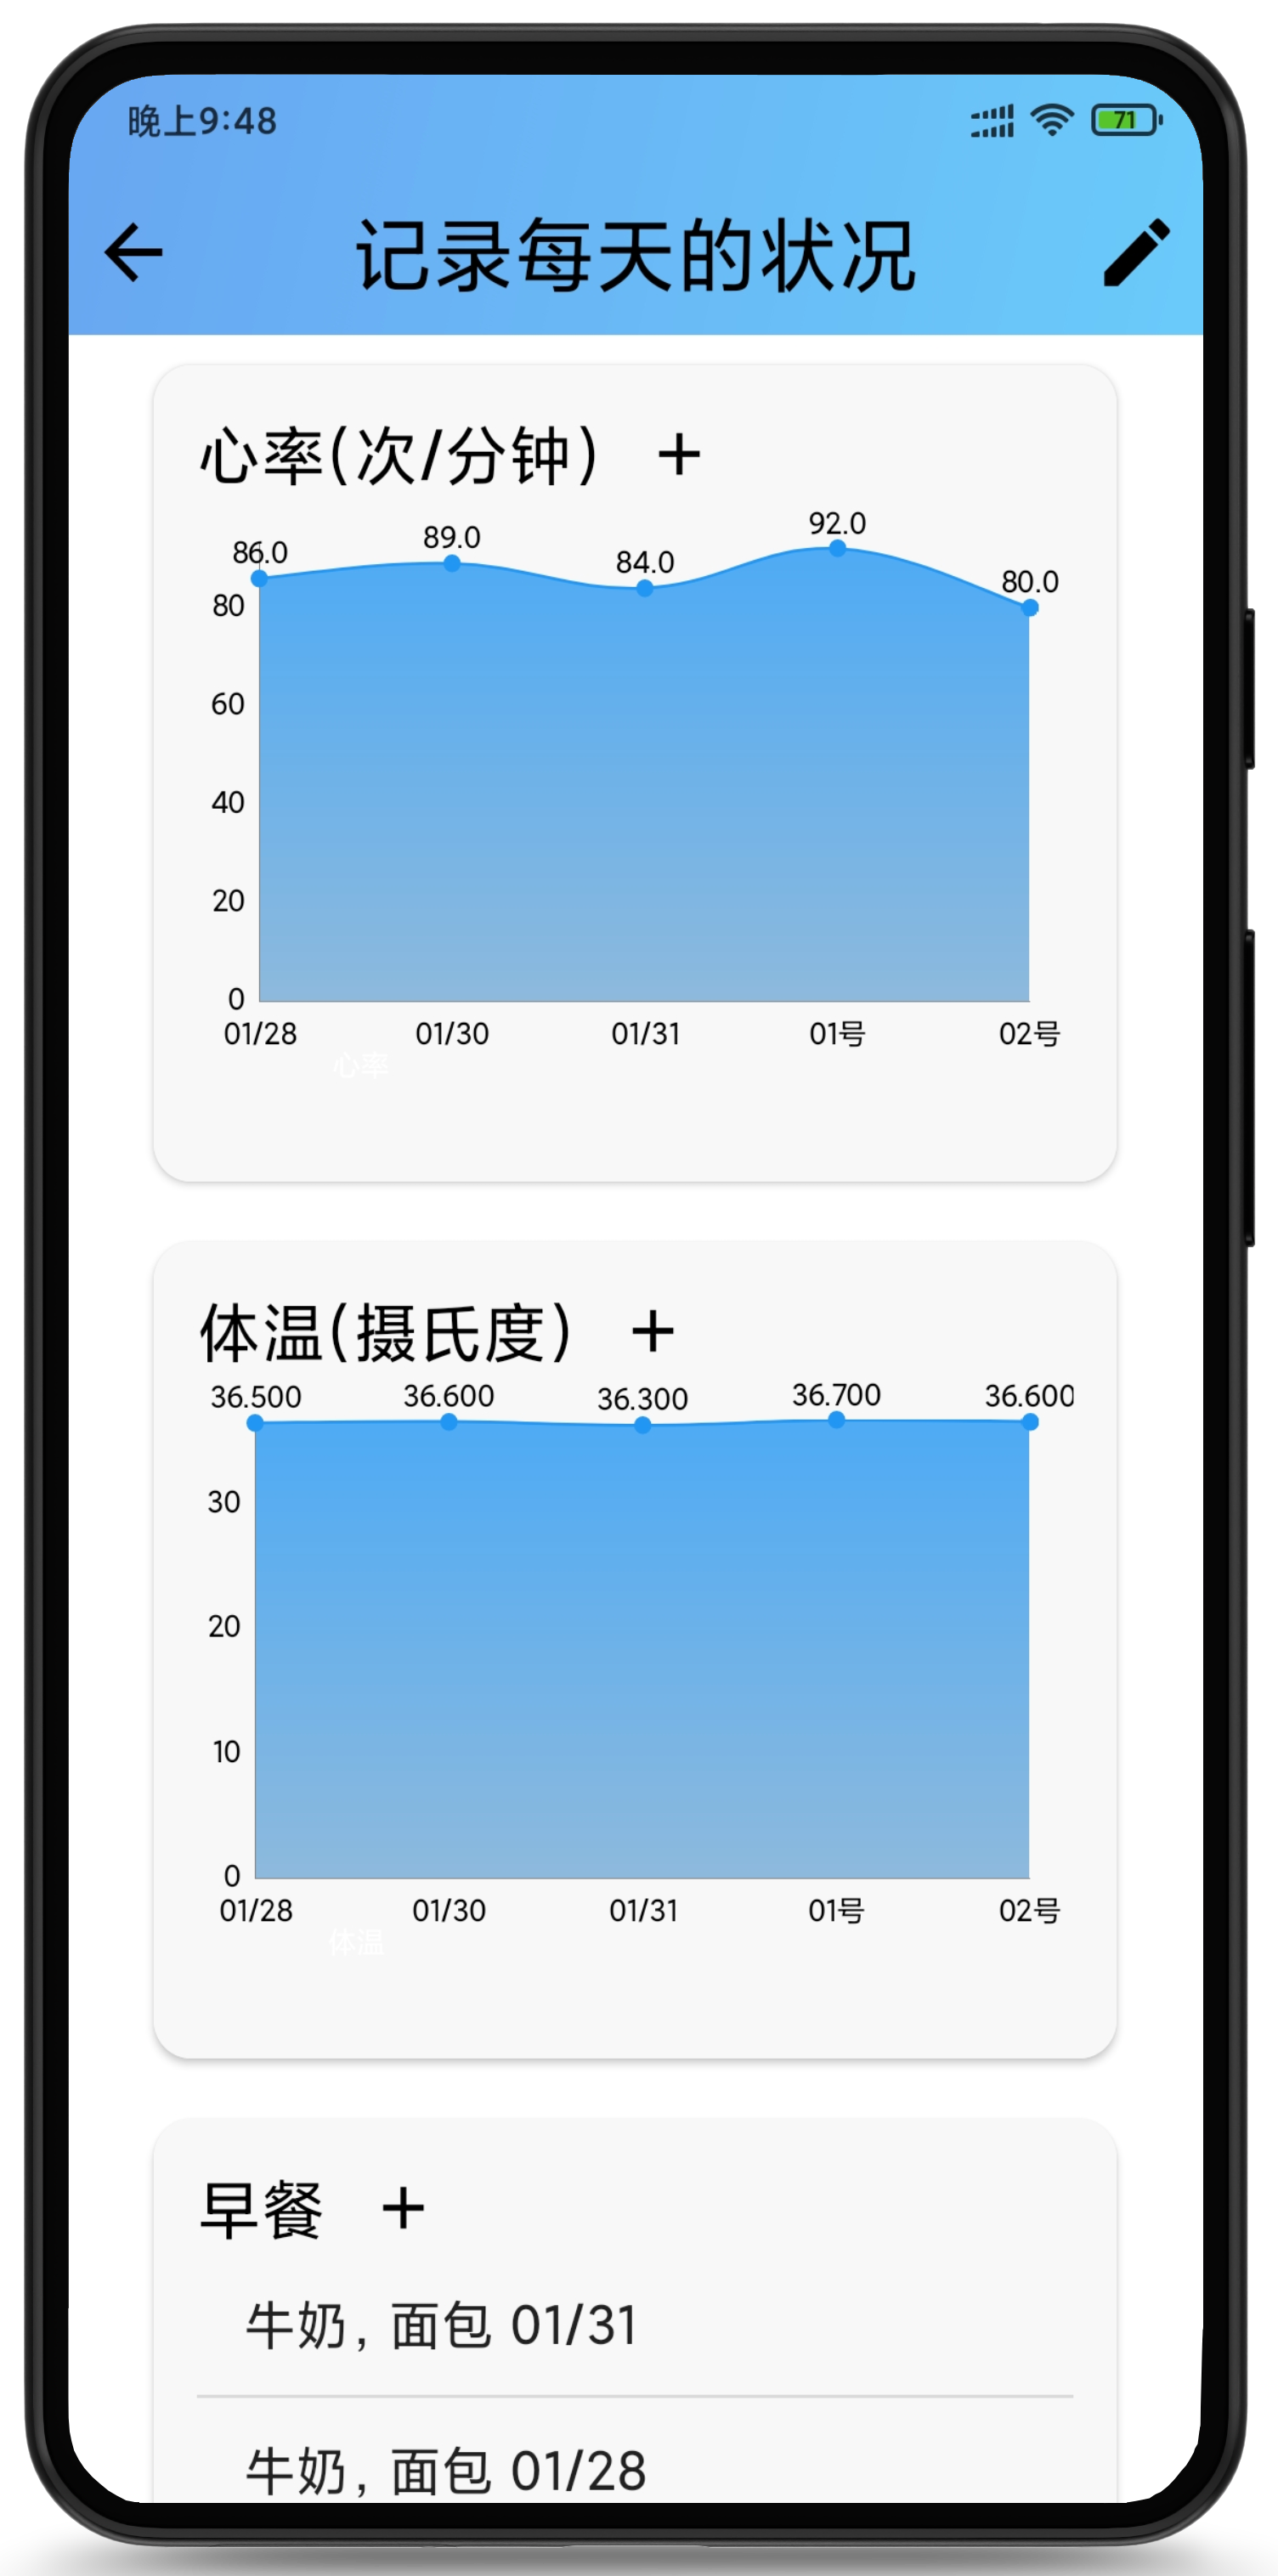 晚上9:48
71
记录每天的状况
心率(次/分钟) +
92.0
89.0
86.0
84.0
80.0
80
60
40
20
0
01/28 01/30 01/31 01号 02号
心率
体温(摄氏度) +
36.500 36.600 36.300 36.700 36.600
30
20
10
0
01/28 01/30 01/31 01号 02号
体温
早餐 +
牛奶, 面包 01/31
牛奶, 面包 01/28